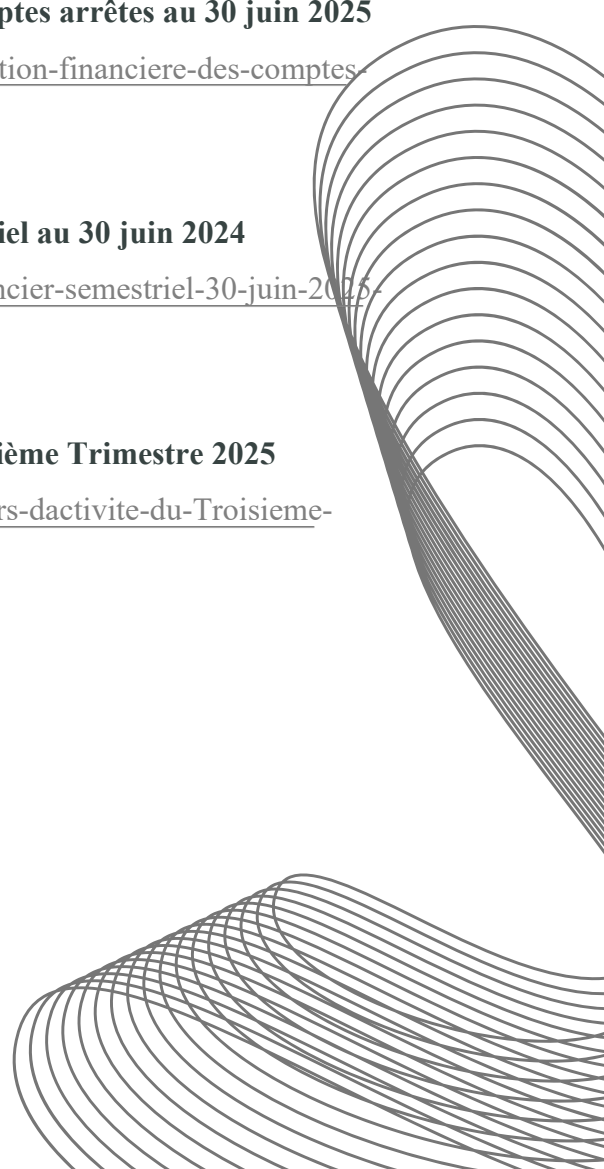 ptes arrêtes au 30 juin 2025
tion-financiere-des-comptes-
iel au 30 juin 2024
ncier-semestriel-30-juin-2025-
ième Trimestre 2025
rs-dactivite-du-Troisieme-